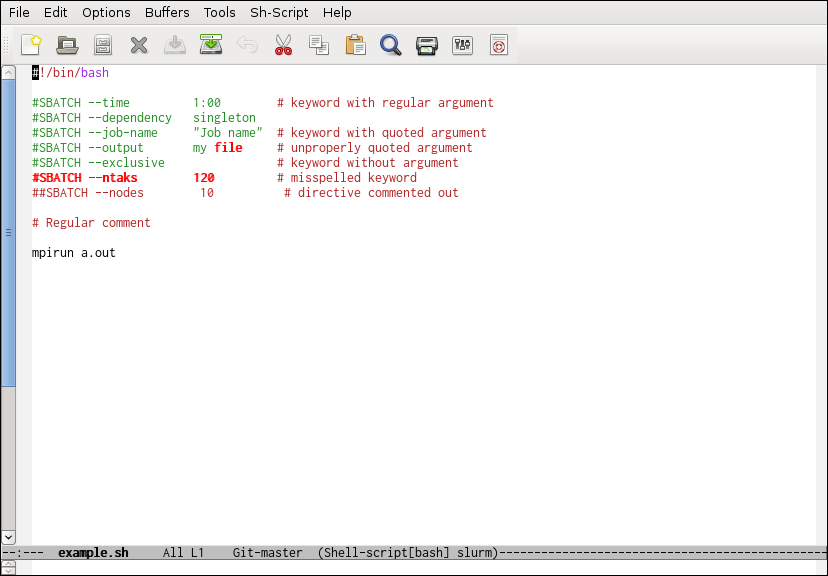 File Edit Options Buffers Tools Sh-Script Help
#!/bin/bash
#SBATCH --time         1:00        # keyword with regular argument
#SBATCH --dependency   singleton
#SBATCH --job-name     "Job name"  # keyword with quoted argument
#SBATCH --output       my file     # unproperly quoted argument
#SBATCH --exclusive                # keyword without argument
#SBATCH --ntaks        120         # misspelled keyword
##SBATCH --nodes        10          # directive commented out
# Regular comment
mpirun a.out
--:---  example.sh     All L1    Git-master  (Shell-script[bash] slurm)-----------------------------------------------